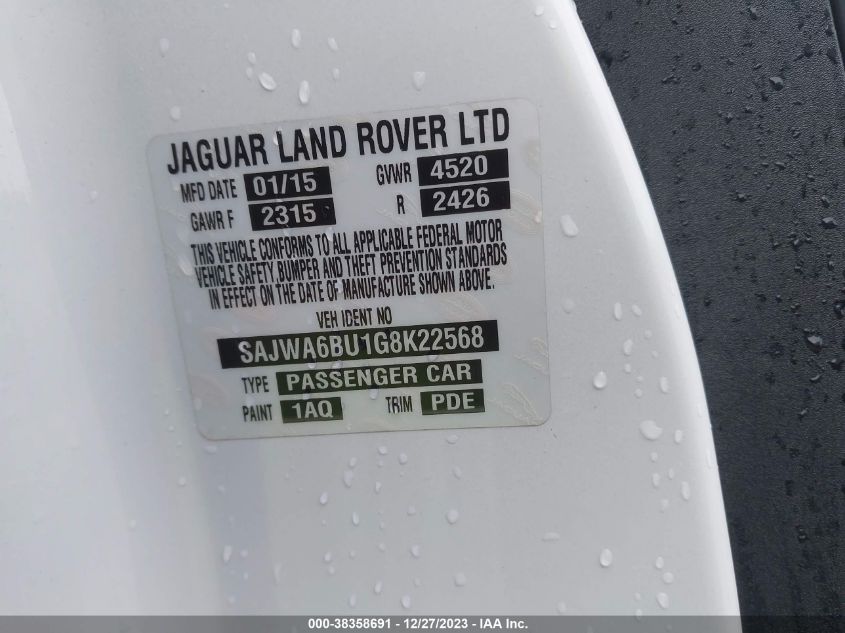 JAGUAR LAND ROVER LTD
MFD DATE 01/15 GVWR 4520
GAWR F 2315 R 2426
THIS VEHICLE CONFORMS TO ALL APPLICABLE FEDERAL MOTOR
VEHICLE SAFETY, BUMPER AND THEFT PREVENTION STANDARDS
IN EFFECT ON THE DATE OF MANUFACTURE SHOWN ABOVE.
VEH IDENT NO
SAJWA6BU1G8K22568
TYPE PASSENGER CAR
PAINT 1AQ TRIM PDE
000-38358691 - 12/27/2023 - IAA Inc.